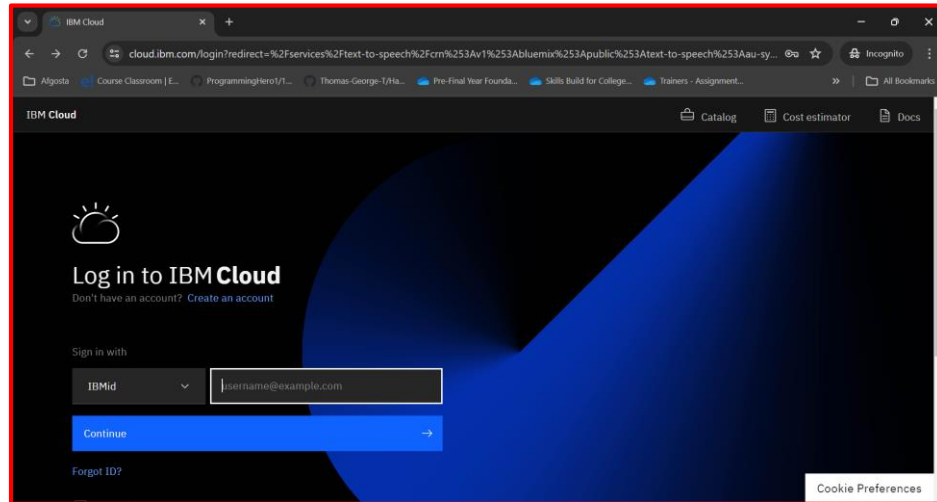 IBM Cloud
cloud.ibm.com/login?redirect=%2Fservices%2Ftext-to-speech%2Fcrn%253Av1%253Abluemix%253Apublic%253Atext-to-speech%253Aau-sy...
Incognito
Afgosta Course Classroom | E... ProgrammingHero1/1... Thomas-George-T/Ha... Pre-Final Year Founda... Skills Build for College... Trainers - Assignment... » All Bookmarks
IBM Cloud Catalog Cost estimator Docs
Log in to IBM Cloud
Don't have an account? Create an account
Sign in with
IBMid username@example.com
Continue
Forgot ID?
Cookie Preferences